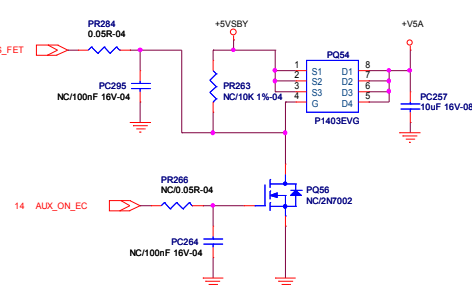 PR284
0.05R-04
S_FET
PC295
NC/100nF 16V-04
+5VSBY
PR263
NC/10K 1%-04
PQ54
1 S1 D1 8
2 S2 D2 7
3 S3 D3 6
4 G D4 5
P1403EVG
+V5A
PC257
10uF 16V-08
PR266
NC/0.05R-04
14 AUX_ON_EC
PQ56
NC/2N7002
PC264
NC/100nF 16V-04